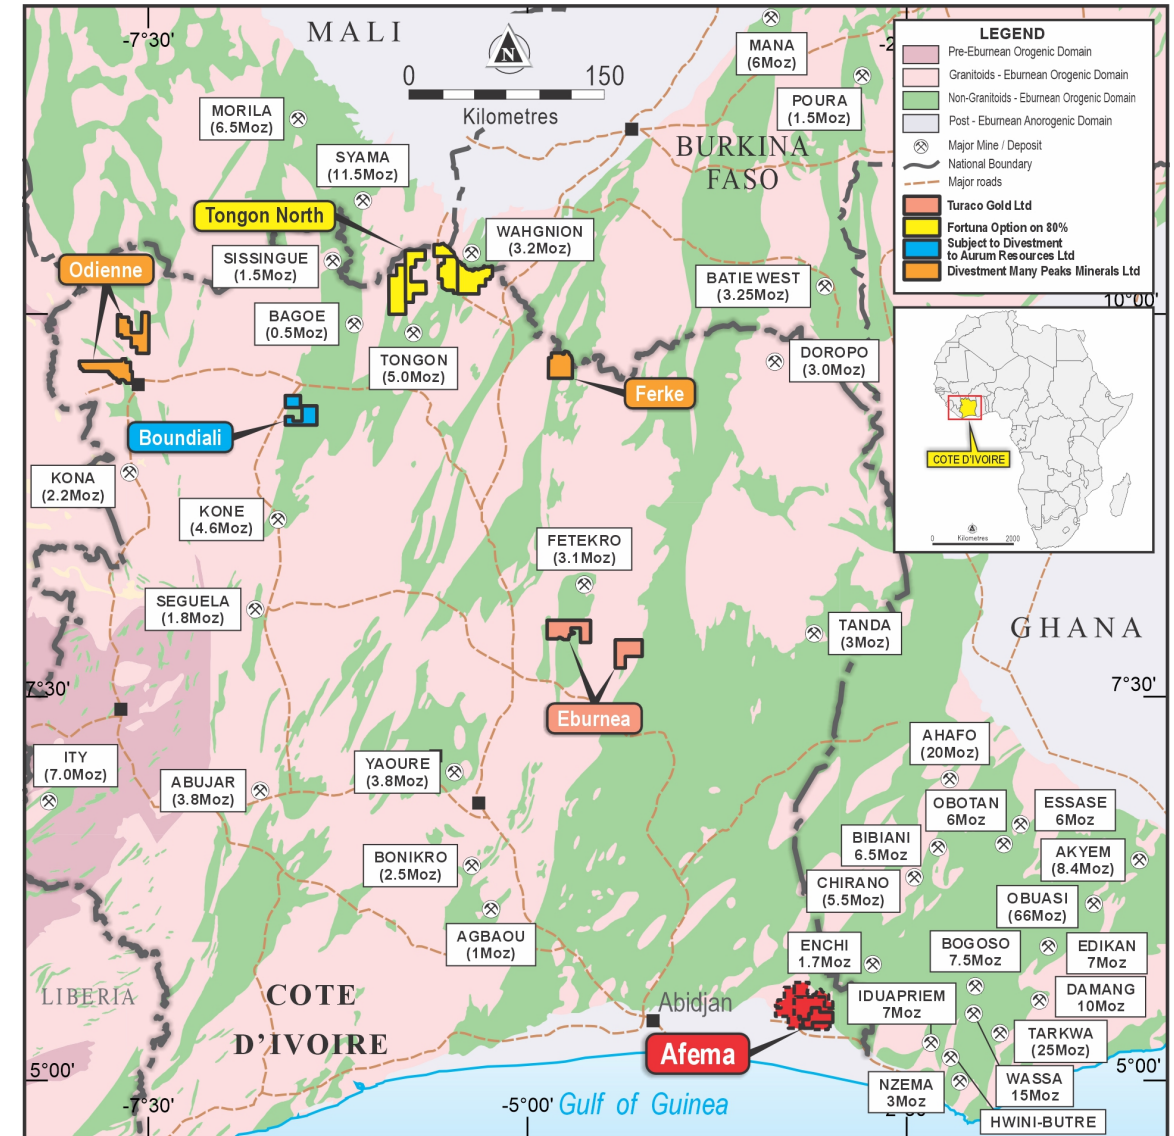 -7°30'
MALI
N
0 150
Kilometres
MANA
(6Moz)
-2
POURA
(1.5Moz)
LEGEND
Pre-Eburnean Orogenic Domain
Granitoids - Eburnean Orogenic Domain
Non-Granitoids - Eburnean Orogenic Domain
Post - Eburnean Anorogenic Domain
Major Mine / Deposit
National Boundary
Major roads
Turaco Gold Ltd
Fortuna Option on 80%
Subject to Divestment
to Aurum Resources Ltd
Divestment Many Peaks Minerals Ltd
MORILA
(6.5Moz)
SYAMA
(11.5Moz)
BURKINA
FASO
Tongon North
WAHGNION
(3.2Moz)
SISSINGUE
(1.5Moz)
Odienne
BATIE WEST
(3.25Moz)
10°00'
BAGOE
(0.5Moz)
TONGON
(5.0Moz)
DOROPO
(3.0Moz)
Ferke
Boundiali
COTE D'IVOIRE
Kilometres
0 2000
KONA
(2.2Moz)
KONE
(4.6Moz)
FETEKRO
(3.1Moz)
SEGUELA
(1.8Moz)
TANDA
(3Moz)
GHANA
7°30'
7°30'
Eburnea
ITY
(7.0Moz)
ABUJAR
(3.8Moz)
YAOURE
(3.8Moz)
AHAFO
(20Moz)
OBOTAN
6Moz
ESSASE
6Moz
BIBIANI
6.5Moz
AKYEM
(8.4Moz)
BONIKRO
(2.5Moz)
CHIRANO
(5.5Moz)
OBUASI
(66Moz)
AGBAOU
(1Moz)
ENCHI
1.7Moz
BOGOSO
7.5Moz
EDIKAN
7Moz
LIBERIA
COTE
D'IVOIRE
Abidjan
IDUAPRIEM
7Moz
DAMANG
10Moz
TARKWA
(25Moz)
Afema
5°00'
5°00'
NZEMA
3Moz
WASSA
15Moz
HWINI-BUTRE
-7°30'
-5°00'
Gulf of Guinea
-2°30'